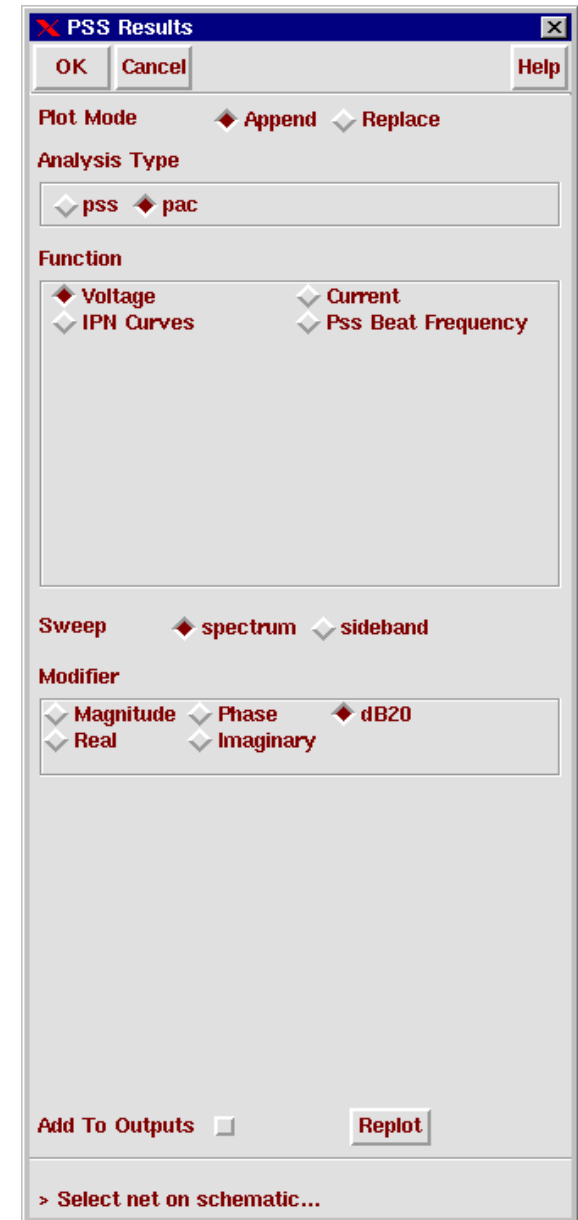 PSS Results
OK Cancel Help
Plot Mode Append Replace
Analysis Type
pss pac
Function
Voltage Current
IPN Curves Pss Beat Frequency
Sweep spectrum sideband
Modifier
Magnitude Phase dB20
Real Imaginary
Add To Outputs Replot
> Select net on schematic...